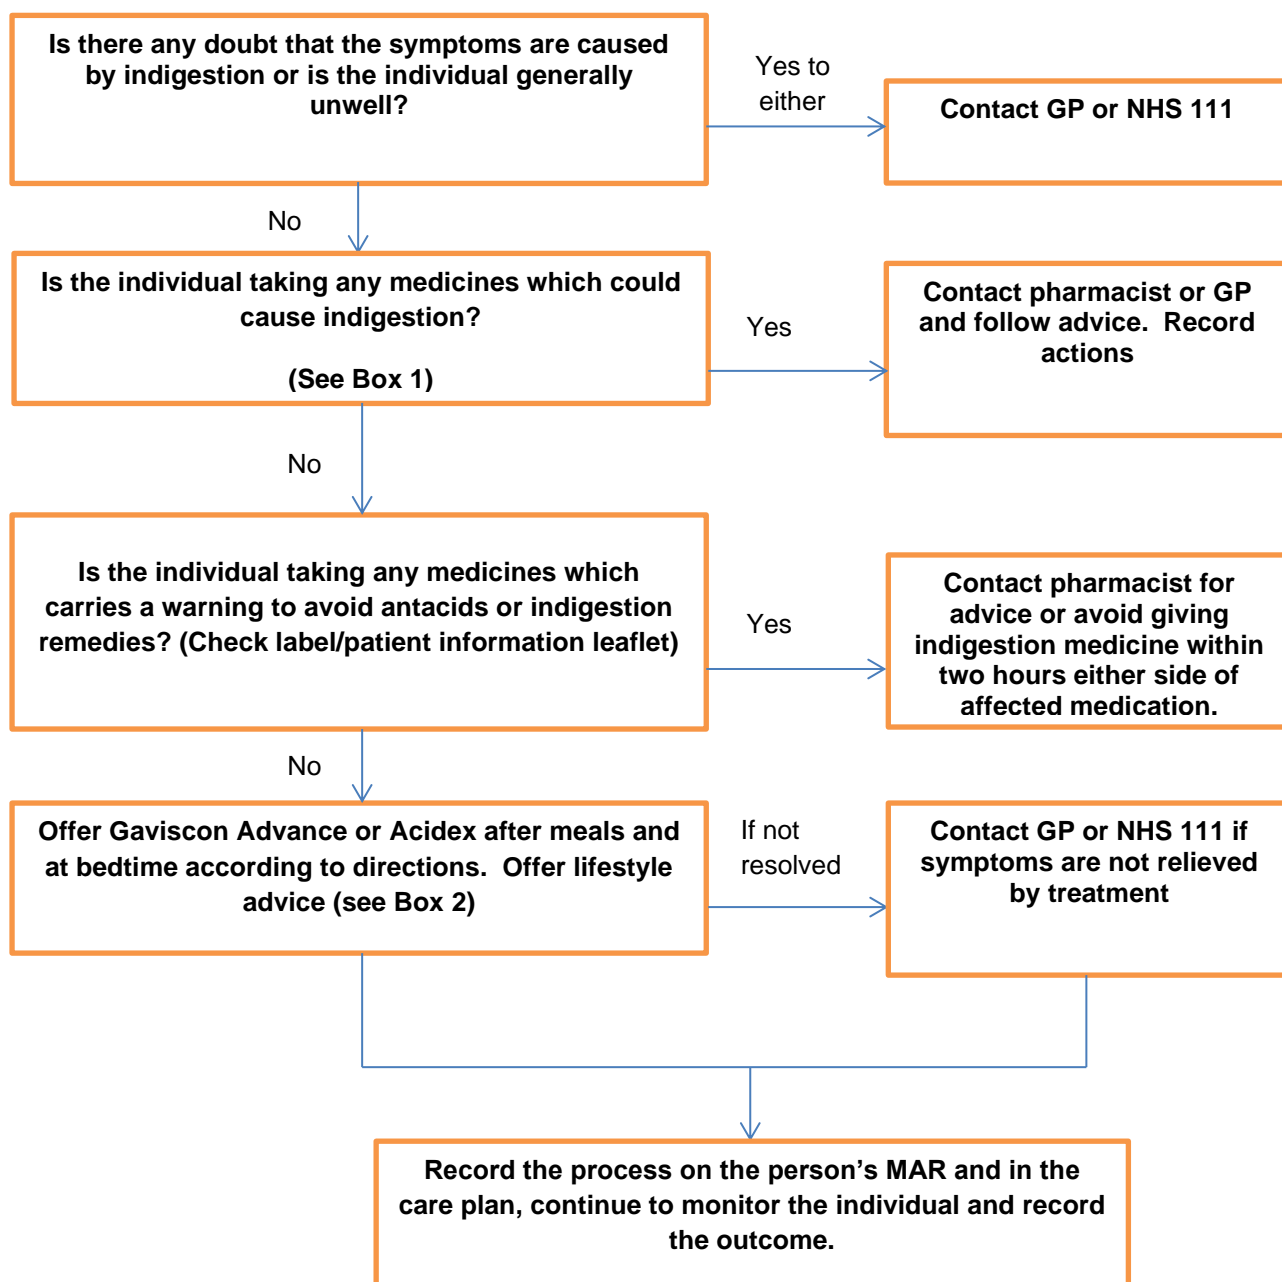 Is there any doubt that the symptoms are caused
by indigestion or is the individual generally
unwell?
Yes to
either
Contact GP or NHS 111
No
Is the individual taking any medicines which could
cause indigestion?
(See Box 1)
Yes
Contact pharmacist or GP
and follow advice.  Record
actions
No
Is the individual taking any medicines which
carries a warning to avoid antacids or indigestion
remedies? (Check label/patient information leaflet)
Yes
Contact pharmacist for
advice or avoid giving
indigestion medicine within
two hours either side of
affected medication.
No
Offer Gaviscon Advance or Acidex after meals and
at bedtime according to directions.  Offer lifestyle
advice (see Box 2)
If not
resolved
Contact GP or NHS 111 if
symptoms are not relieved
by treatment
Record the process on the person’s MAR and in the
care plan, continue to monitor the individual and record
the outcome.